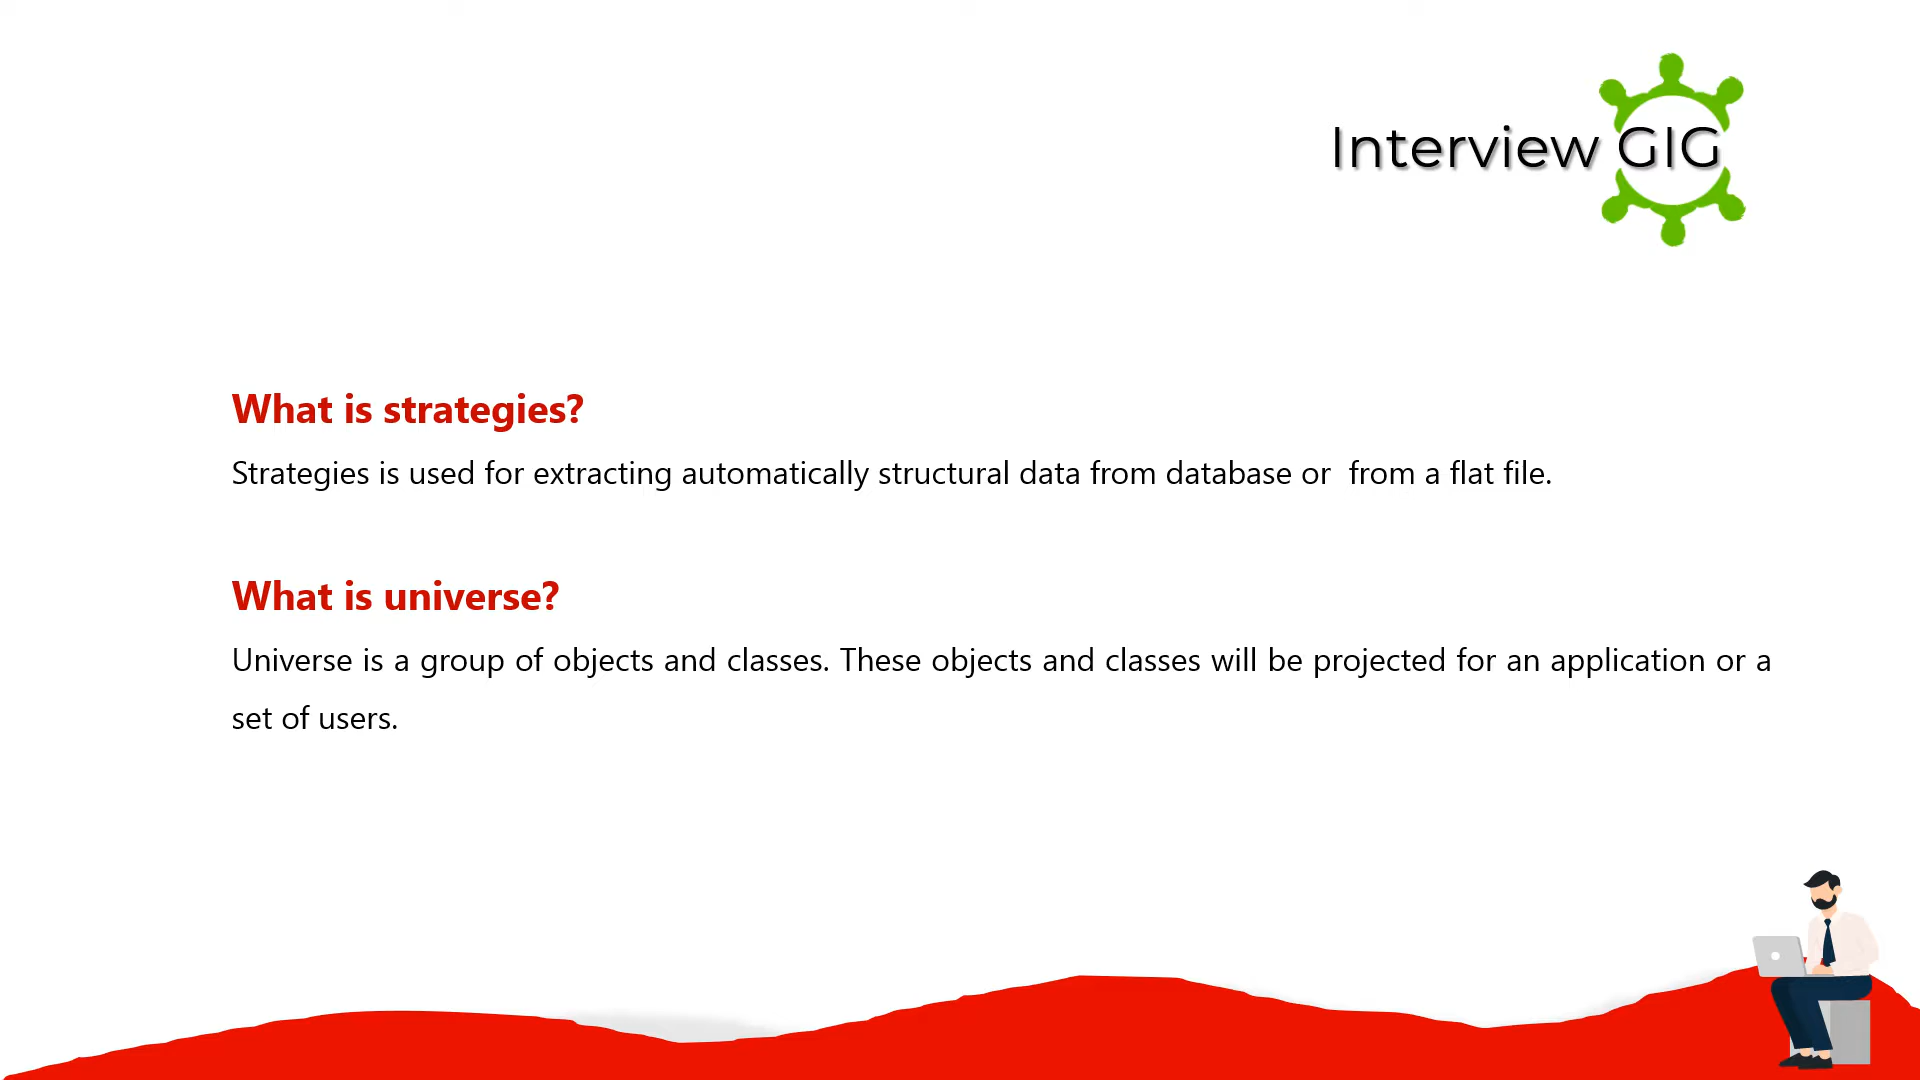 Interview GIG
What is strategies?
Strategies is used for extracting automatically structural data from database or  from a flat file.
What is universe?
Universe is a group of objects and classes. These objects and classes will be projected for an application or a
set of users.